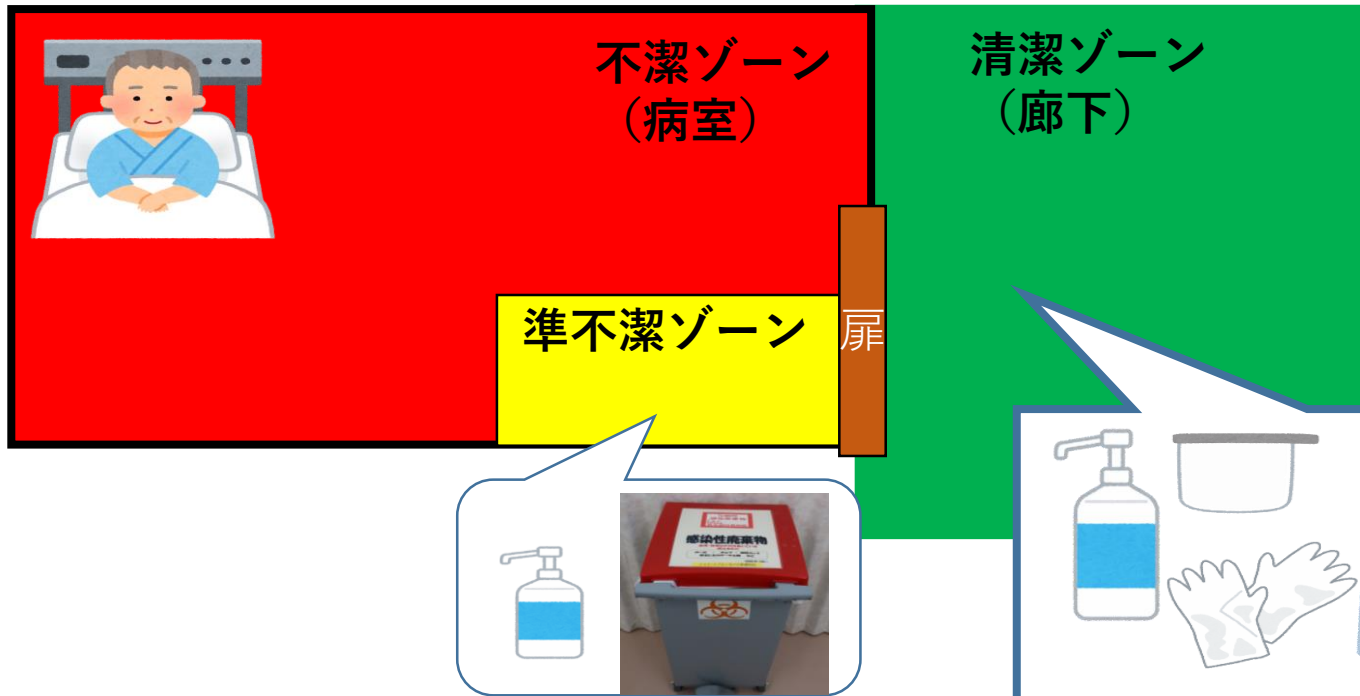 不潔ゾーン
（病室）
清潔ゾーン
（廊下）
準不潔ゾーン
扉
感染性廃棄物